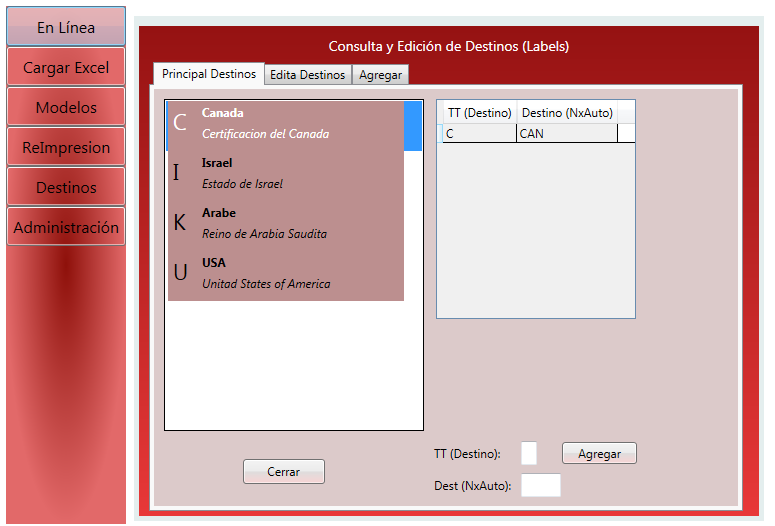 En Línea
Cargar Excel
Modelos
ReImpresion
Destinos
Administración
Consulta y Edición de Destinos (Labels)
Principal Destinos Edita Destinos Agregar
C Canada
Certificacion del Canada
I Israel
Estado de Israel
K Arabe
Reino de Arabia Saudita
U USA
Unitad States of America
TT (Destino) Destino (NxAuto)
C CAN
TT (Destino): Agregar
Dest (NxAuto):
Cerrar